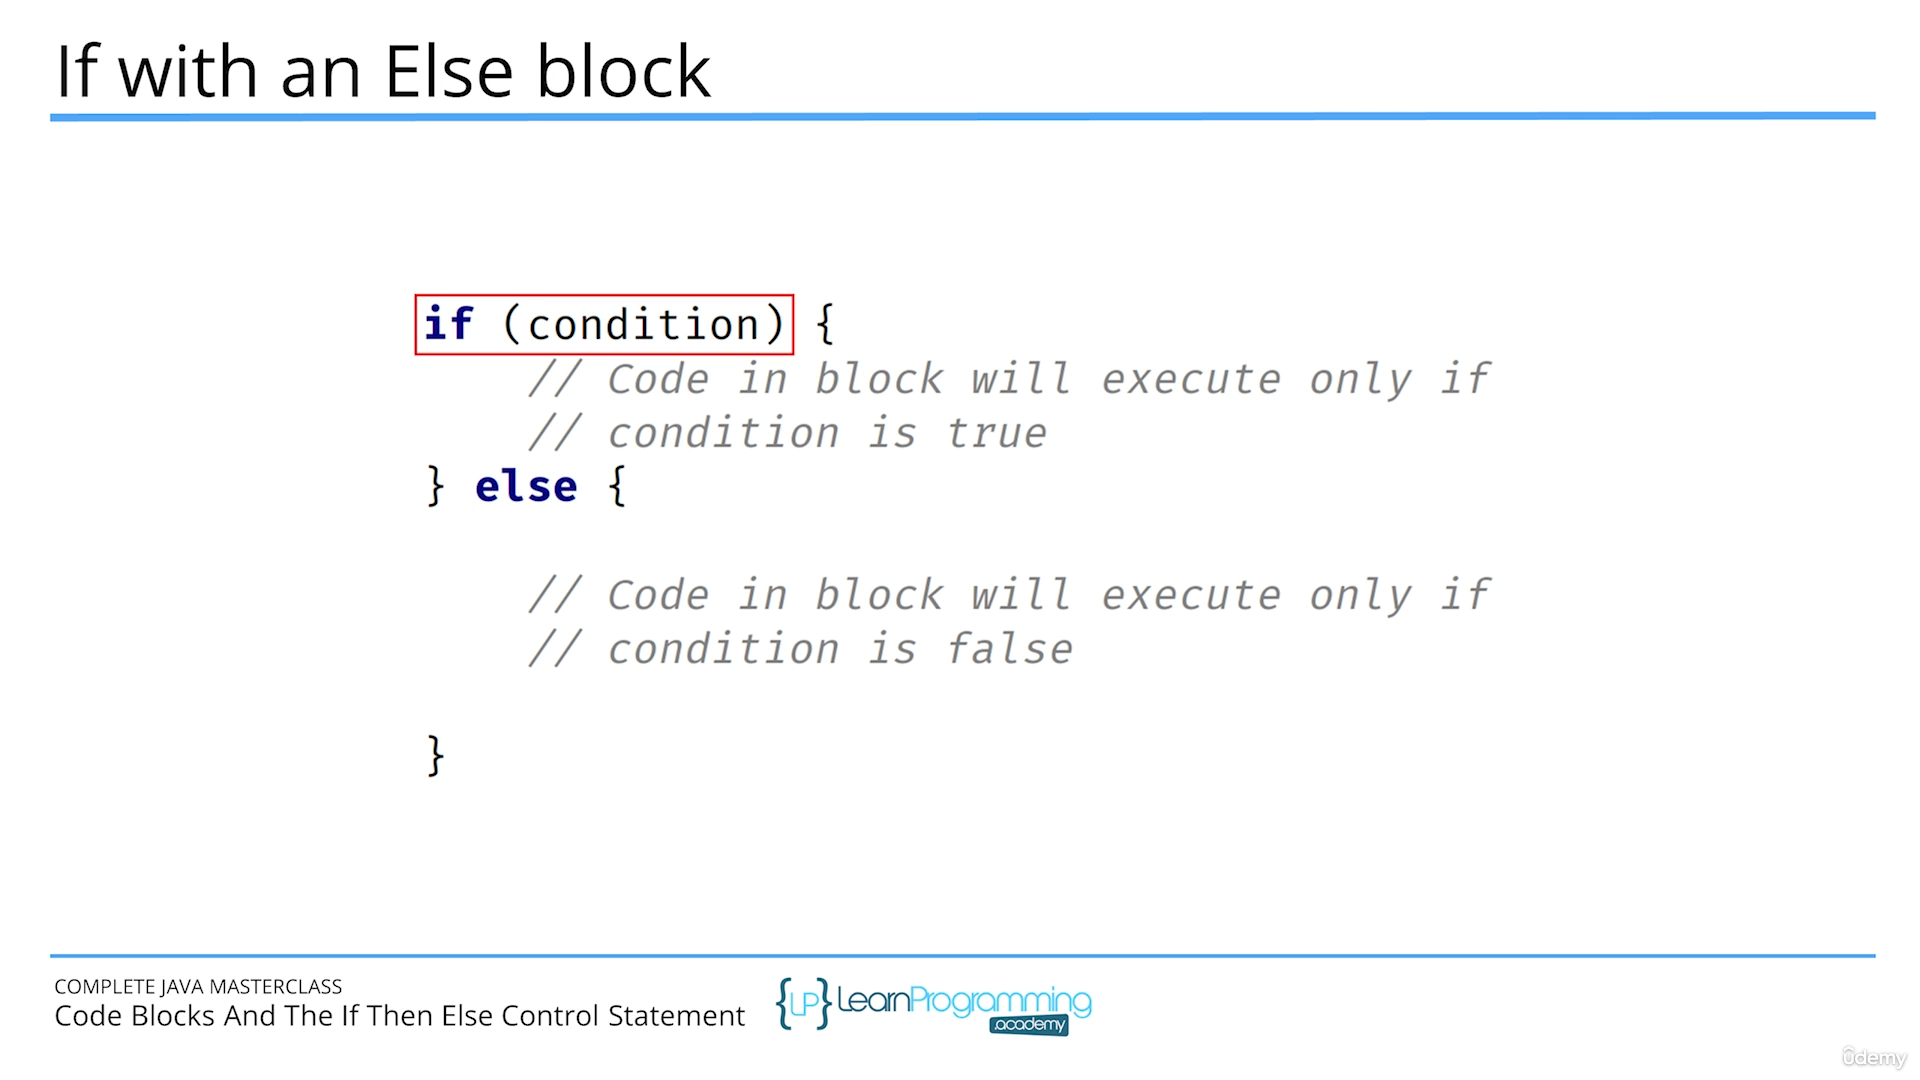 If with an Else block
if (condition) {
// Code in block will execute only if
// condition is true
} else {
// Code in block will execute only if
// condition is false
}
COMPLETE JAVA MASTERCLASS
Code Blocks And The If Then Else Control Statement
{LP} LearnProgramming
.academy
ûdemy